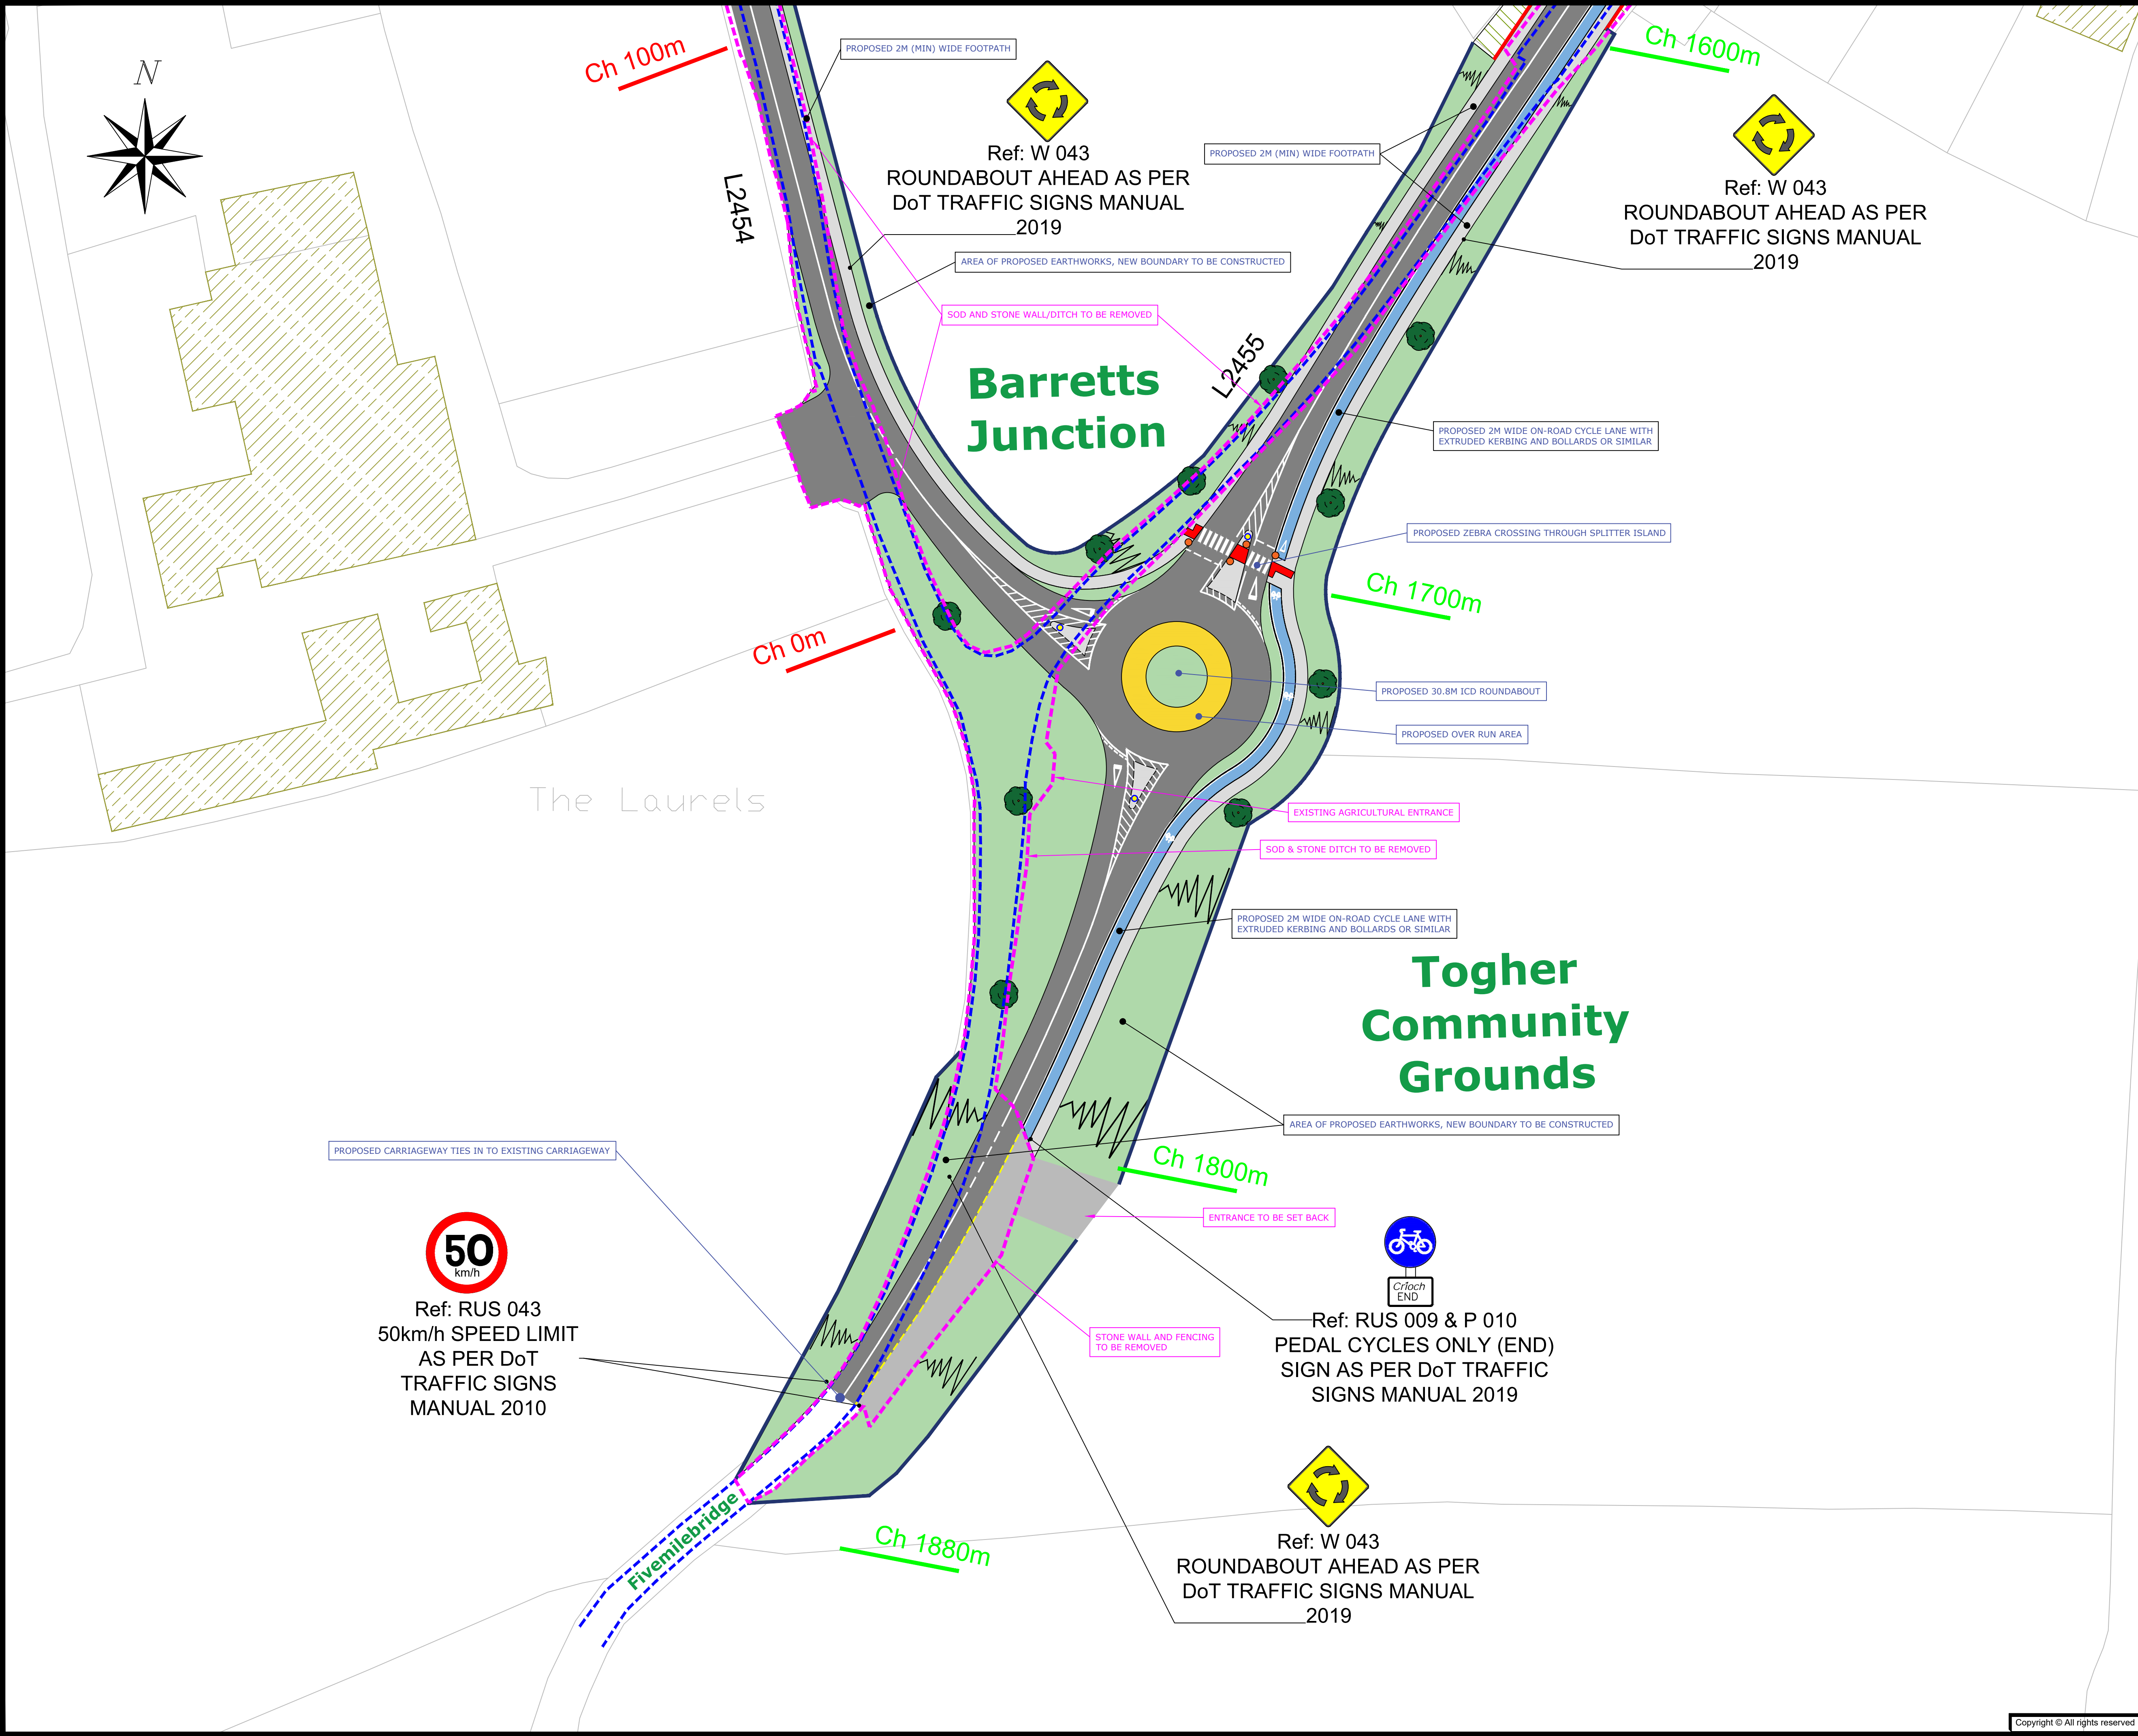 N
Ch 100m
L2454
PROPOSED 2M (MIN) WIDE FOOTPATH
Ref: W 043
ROUNDABOUT AHEAD AS PER
DoT TRAFFIC SIGNS MANUAL
2019
AREA OF PROPOSED EARTHWORKS, NEW BOUNDARY TO BE CONSTRUCTED
SOD AND STONE WALL/DITCH TO BE REMOVED
Barretts
Junction
L2455
PROPOSED 2M (MIN) WIDE FOOTPATH
Ch 1600m
Ref: W 043
ROUNDABOUT AHEAD AS PER
DoT TRAFFIC SIGNS MANUAL
2019
PROPOSED 2M WIDE ON-ROAD CYCLE LANE WITH
EXTRUDED KERBING AND BOLLARDS OR SIMILAR
PROPOSED ZEBRA CROSSING THROUGH SPLITTER ISLAND
Ch 1700m
Ch 0m
PROPOSED 30.8M ICD ROUNDABOUT
PROPOSED OVER RUN AREA
The Laurels
EXISTING AGRICULTURAL ENTRANCE
SOD & STONE DITCH TO BE REMOVED
PROPOSED 2M WIDE ON-ROAD CYCLE LANE WITH
EXTRUDED KERBING AND BOLLARDS OR SIMILAR
Togher
Community
Grounds
AREA OF PROPOSED EARTHWORKS, NEW BOUNDARY TO BE CONSTRUCTED
PROPOSED CARRIAGEWAY TIES IN TO EXISTING CARRIAGEWAY
Ch 1800m
ENTRANCE TO BE SET BACK
50
km/h
Ref: RUS 043
50km/h SPEED LIMIT
AS PER DoT
TRAFFIC SIGNS
MANUAL 2010
STONE WALL AND FENCING
TO BE REMOVED
Críoch
END
Ref: RUS 009 & P 010
PEDAL CYCLES ONLY (END)
SIGN AS PER DoT TRAFFIC
SIGNS MANUAL 2019
Fivemilebridge
Ch 1880m
Ref: W 043
ROUNDABOUT AHEAD AS PER
DoT TRAFFIC SIGNS MANUAL
2019
Copyright © All rights reserved